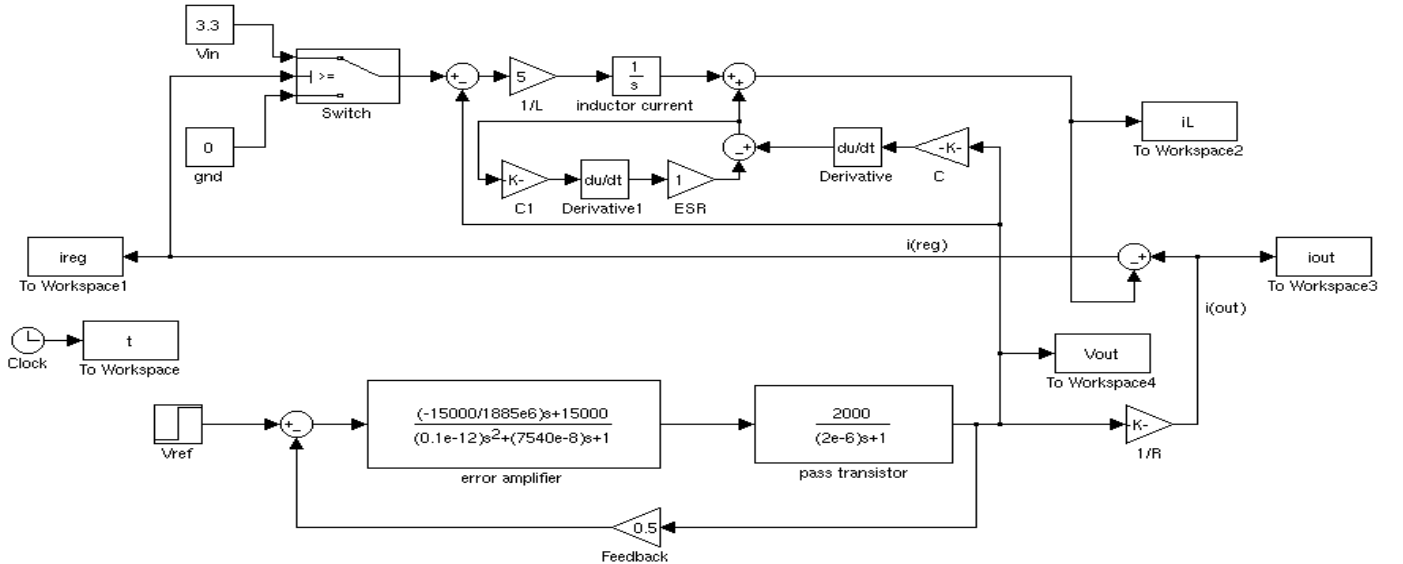 3.3
Vin
>=
Switch
0
gnd
+
-
5
1/L
1
s
inductor current
+
+
iL
To Workspace2
-
+
du/dt
Derivative
-K-
C
-K-
C1
du/dt
Derivative1
1
ESR
ireg
To Workspace1
i(reg)
-
+
iout
To Workspace3
i(out)
Clock
t
To Workspace
Vout
To Workspace4
Vref
+
-
(-15000/1885e6)s+15000
(0.1e-12)s2+(7540e-8)s+1
error amplifier
2000
(2e-6)s+1
pass transistor
-K-
1/R
0.5
Feedback